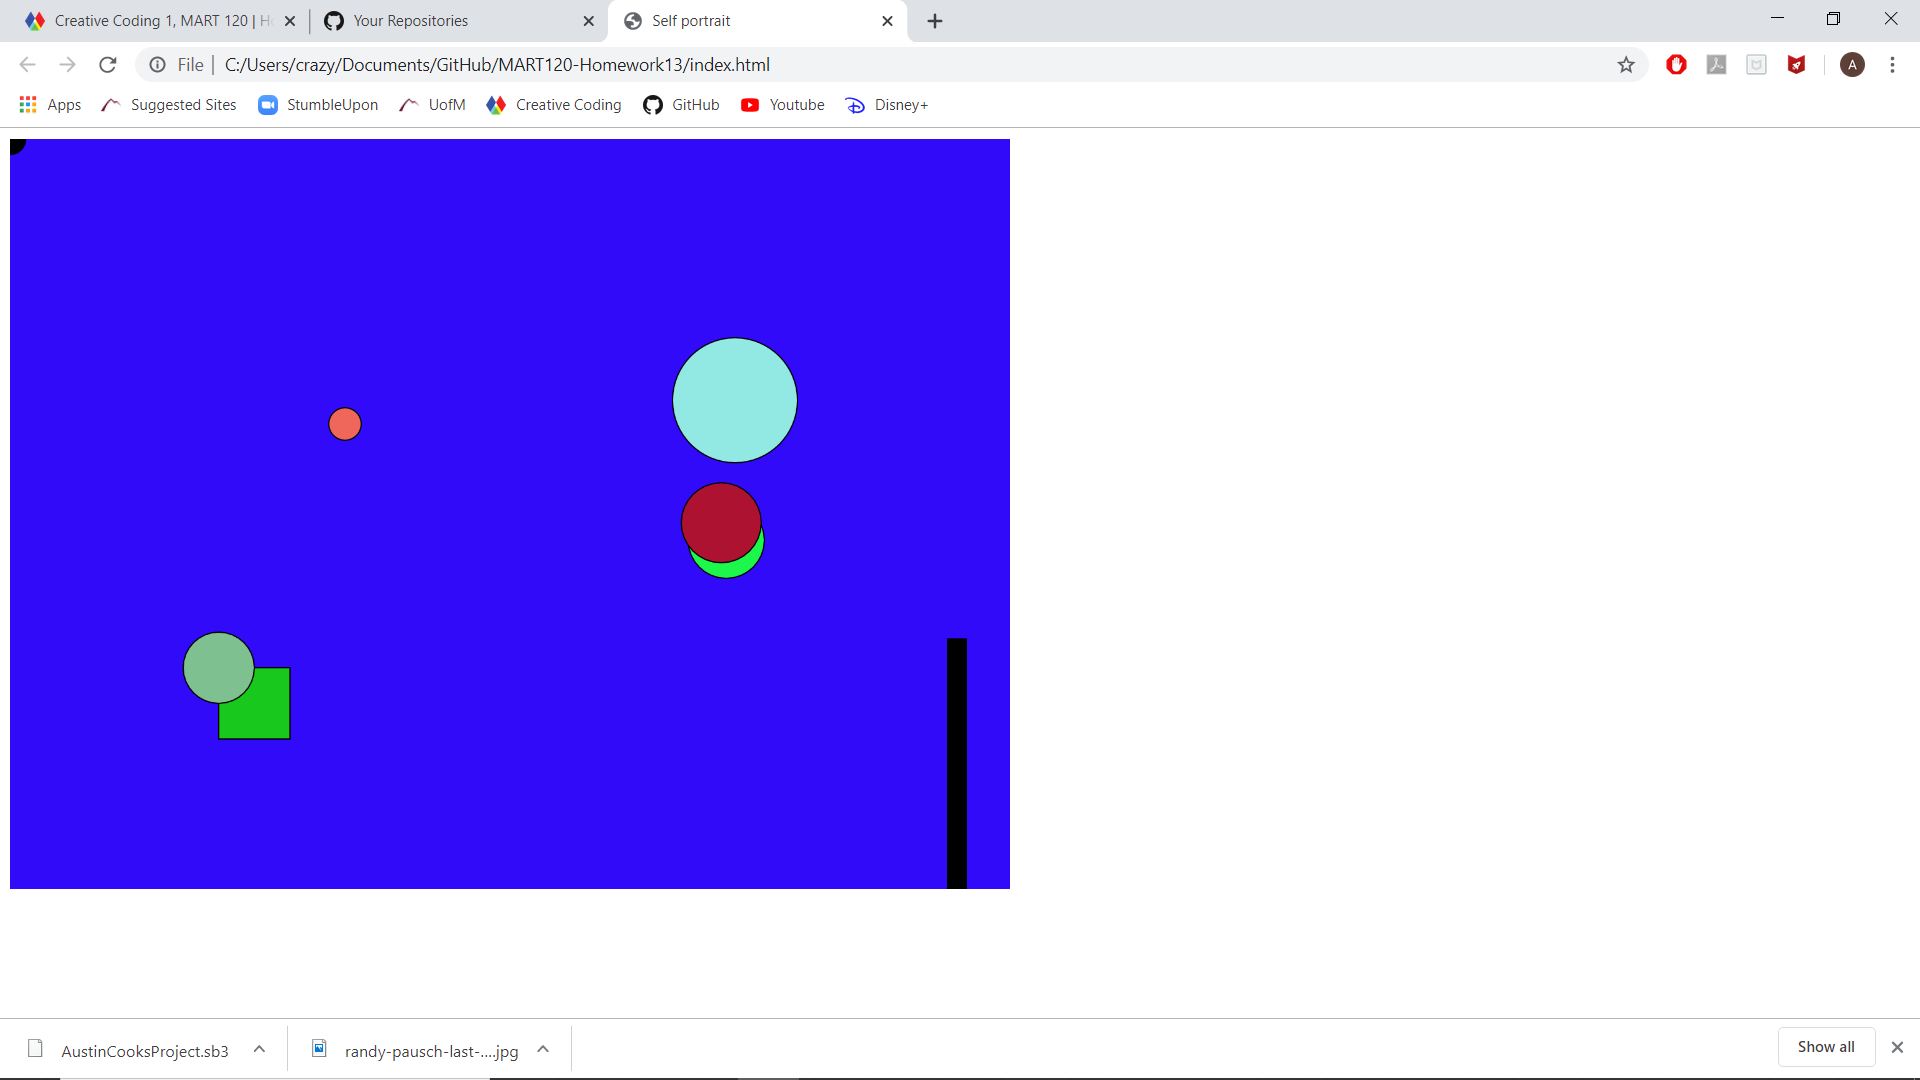 Creative Coding 1, MART 120 | H
Your Repositories
Self portrait
File | C:/Users/crazy/Documents/GitHub/MART120-Homework13/index.html
A
Apps
Suggested Sites
StumbleUpon
UofM
Creative Coding
GitHub
Youtube
Disney+
AustinCooksProject.sb3
randy-pausch-last-....jpg
Show all